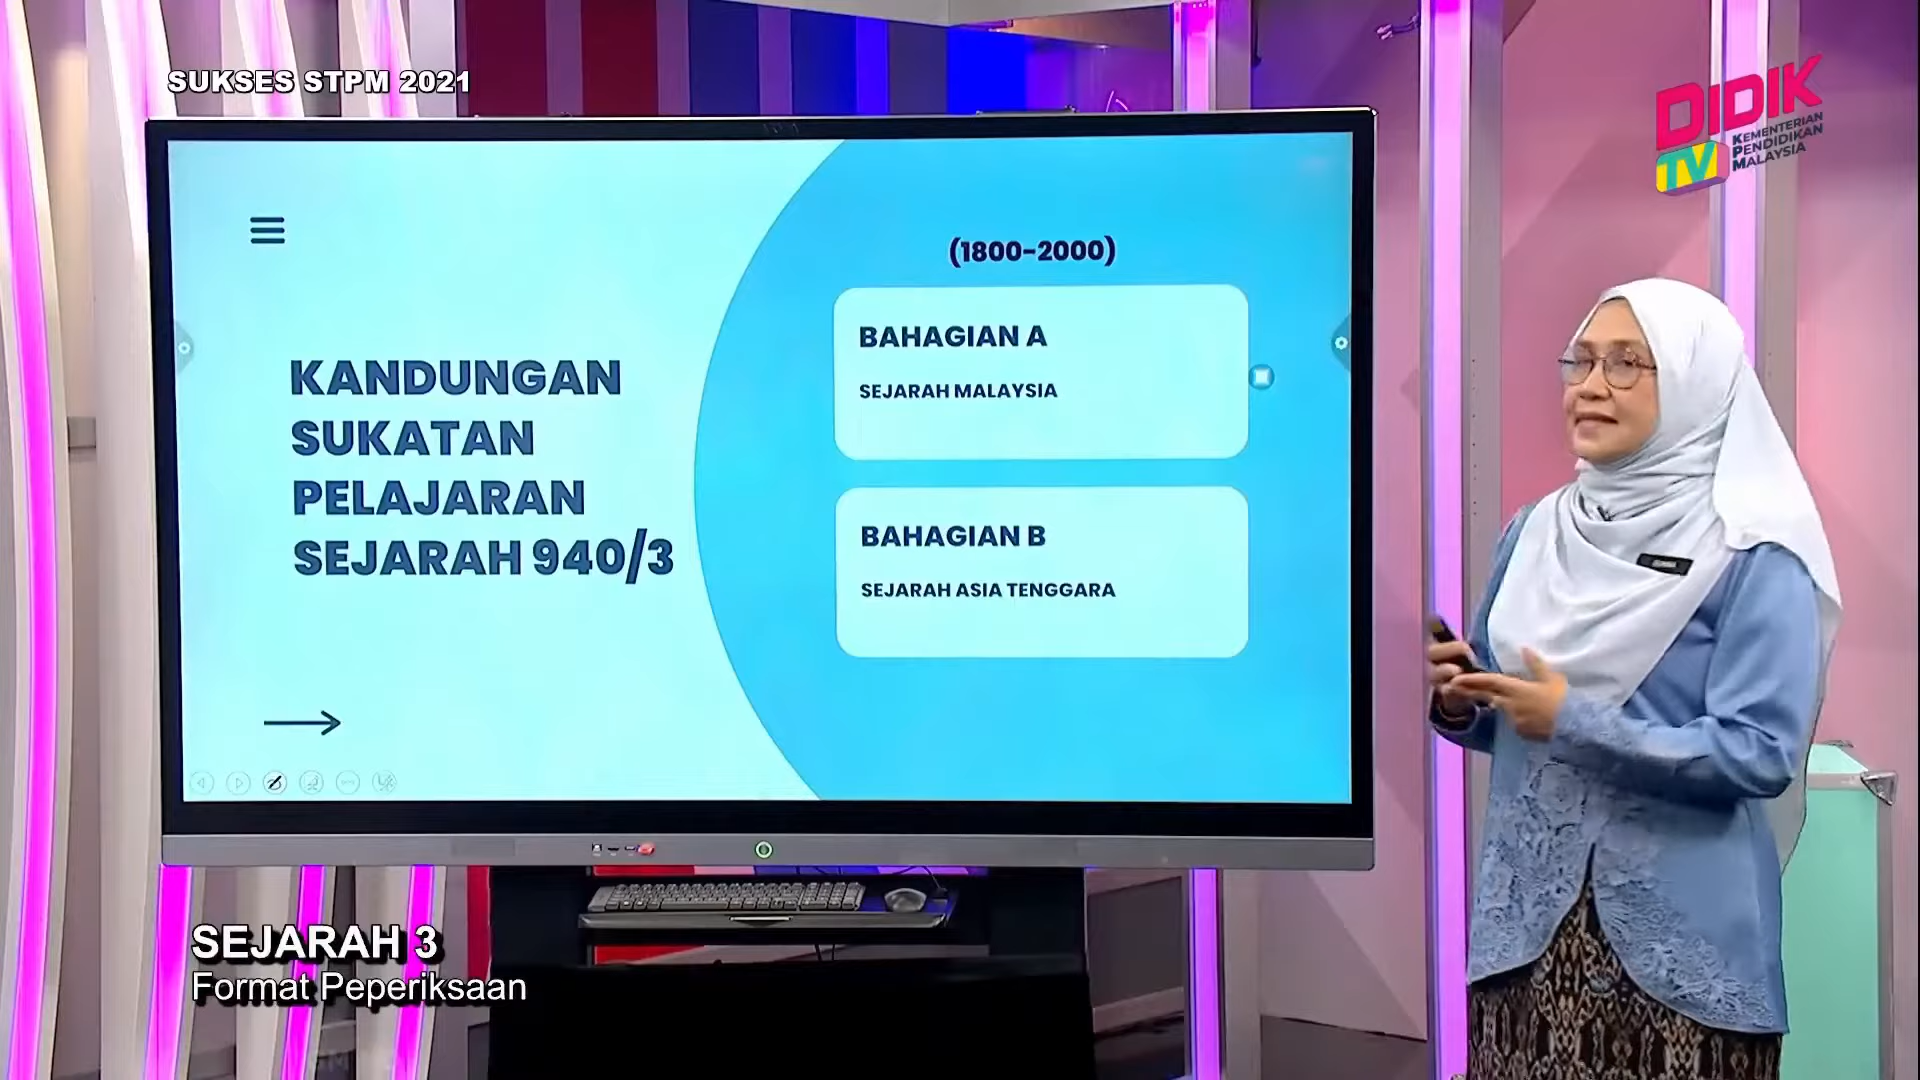 SUKSES STPM 2021
DIDIK
TV
KEMENTERIAN
PENDIDIKAN
MALAYSIA
KANDUNGAN
SUKATAN
PELAJARAN
SEJARAH 940/3
(1800-2000)
BAHAGIAN A
SEJARAH MALAYSIA
BAHAGIAN B
SEJARAH ASIA TENGGARA
SEJARAH 3
Format Peperiksaan